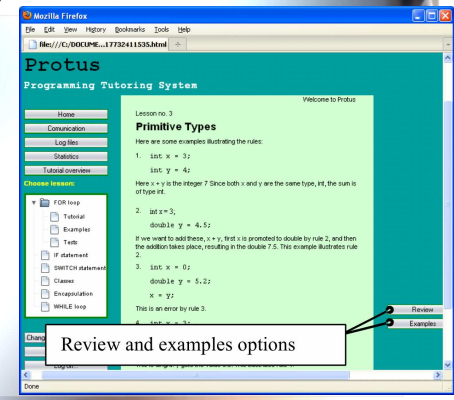 Mozilla Firefox
File Edit View History Bookmarks Tools Help
file:///C:/DOCUME...17732411535.html
Protus
Programming Tutoring System
Welcome to Protus
Home
Comunication
Log files
Statistics
Tutorial overview
Choose lesson:
FOR loop
Tutorial
Examples
Tests
IF statement
SWITCH statement
Classes
Encapsulation
WHILE loop
Lesson no. 3
Primitive Types
Here are some examples illustrating the rules:
1. int x = 3;
int y = 4;
Here x + y is the integer 7 Since both x and y are the same type, int, the sum is
of type int.
2. int x = 3,
double y = 4.5;
If we want to add these, x + y, first x is promoted to double by rule 2, and then
the addition takes place, resulting in the double 7.5. This example illustrates rule
2.
3. int x = 0;
double y = 5.2;
x = y;
This is an error by rule 3.
Review
Examples
Review and examples options
Done